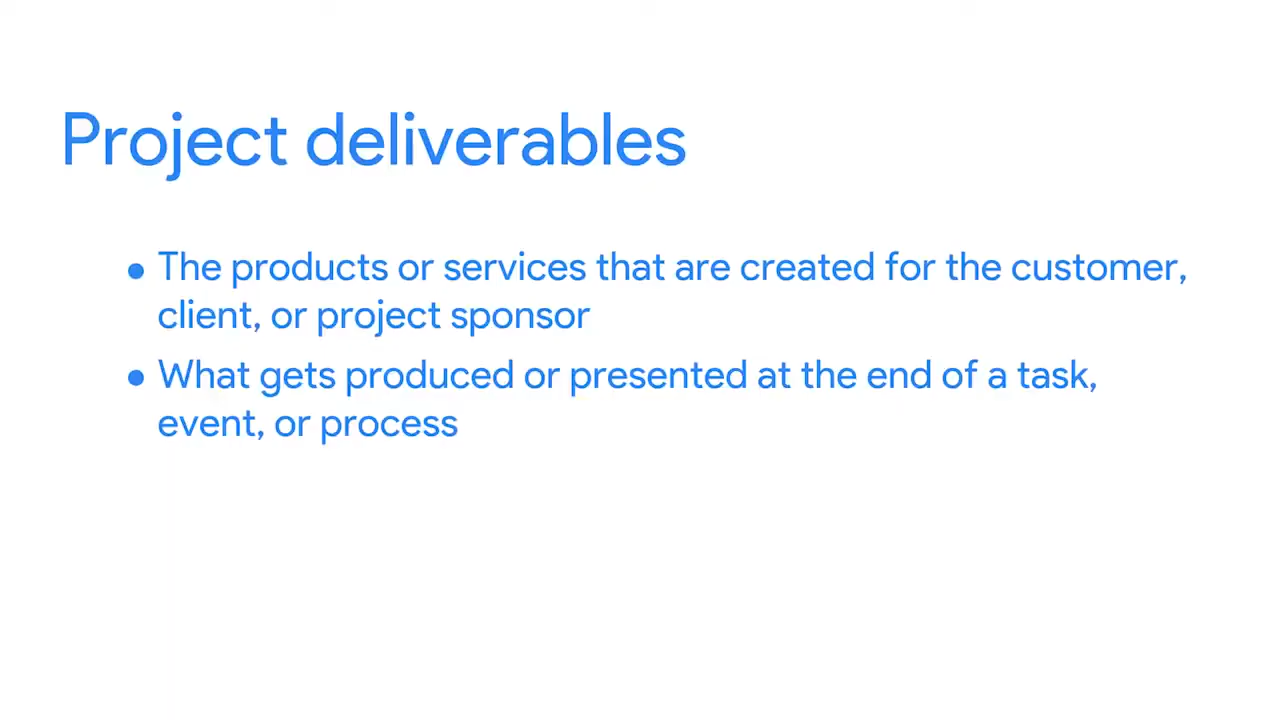 Project deliverables
● The products or services that are created for the customer,
client, or project sponsor
● What gets produced or presented at the end of a task,
event, or process